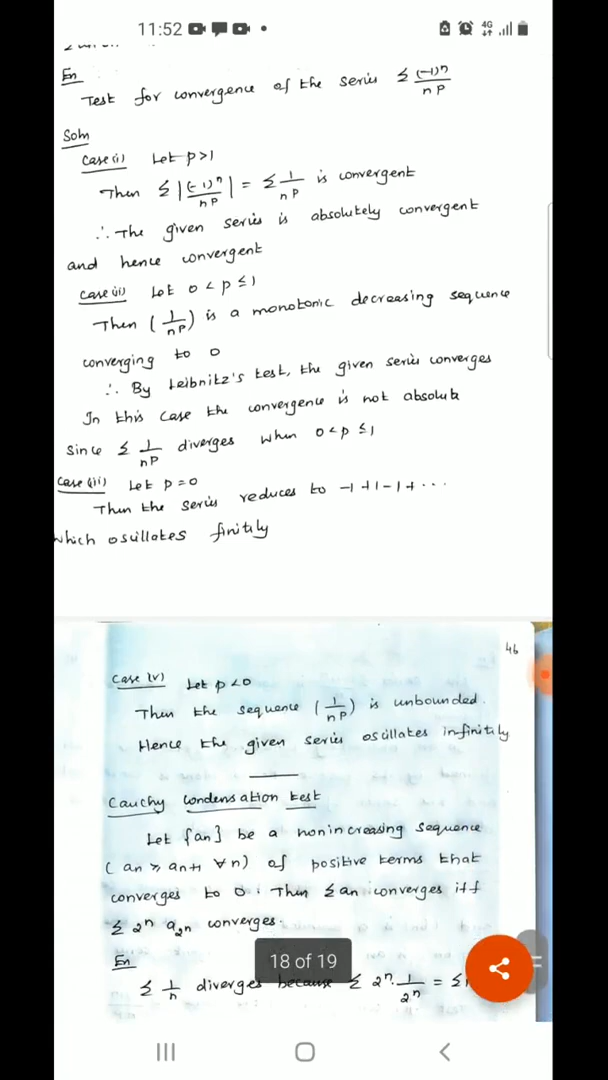 11:52
4G
En
Test for convergence of the series Σ (-1)ⁿ/nᴾ
Soln
Case(i) Let p>1
Then Σ|(-1)ⁿ/nᴾ| = Σ 1/nᴾ is convergent
∴ The given series is absolutely convergent
and hence convergent
Case(ii) Let 0 < p ≤ 1
Then (1/nᴾ) is a monotonic decreasing sequence
converging to 0
∴ By Leibnitz's test, the given series converges
In this case the convergence is not absolute
since Σ 1/nᴾ diverges when 0<p≤1
Case(iii) Let p=0
Then the series reduces to -1+1-1+...
which oscillates finitily
46
Case (v) Let p<0
Then the sequence (1/nᴾ) is unbounded.
Hence the given series oscillates infinitily
Cauchy condensation test
Let {an} be a nonincreasing sequence
(an ≥ an+1 ∀n) of positive terms that
converges to 0. Then Σan converges iff
Σ 2ⁿ a₂ₙ converges.
18 of 19
En
Σ 1/n diverges because Σ 2ⁿ. 1/2ⁿ = Σ